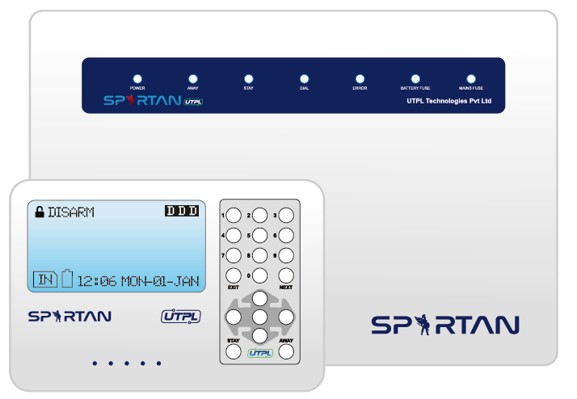 POWER AWAY STAY DIAL ERROR BATTERY FUSE MAINS FUSE
SPARTAN UTPL UTPL Technologies Pvt Ltd
DISARM DDD
IN 12:06 MON-01-JAN
SPARTAN UTPL
1 2 3
4 5 6
7 8 9
0
EXIT NEXT
STAY AWAY
UTPL
SPARTAN